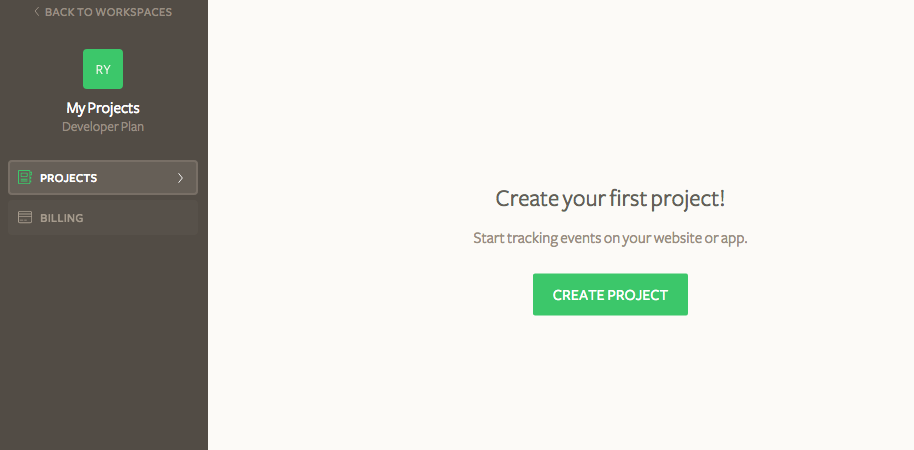 BACK TO WORKSPACES
RY
My Projects
Developer Plan
PROJECTS
BILLING
Create your first project!
Start tracking events on your website or app.
CREATE PROJECT